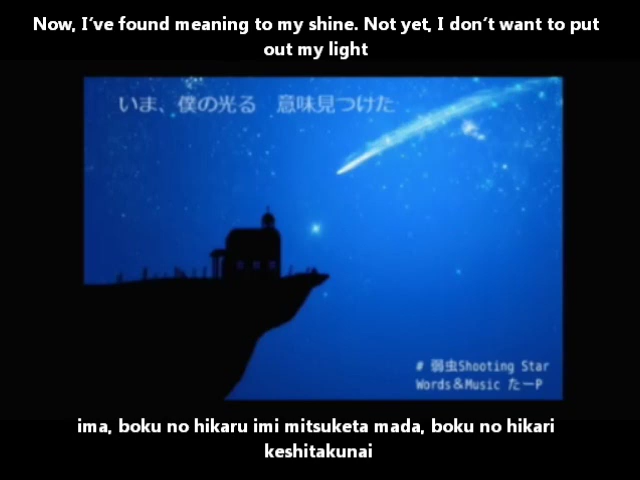 Now, I've found meaning to my shine. Not yet, I don't want to put
out my light
いま、僕の光る　意味見つけた
# 弱虫Shooting Star
Words&Music たーP
ima, boku no hikaru imi mitsuketa mada, boku no hikari
keshitakunai